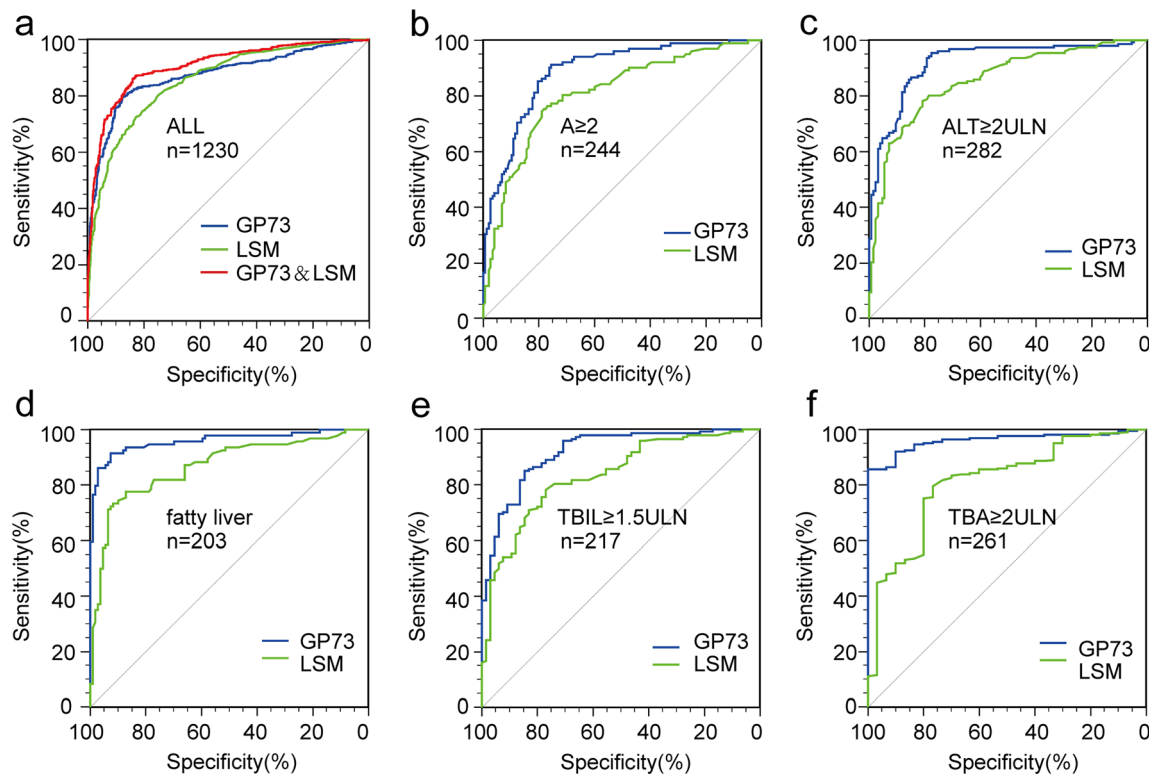 a
Sensitivity(%)
100
80
60
40
20
0
ALL
n=1230
GP73
LSM
GP73&LSM
100 80 60 40 20 0
Specificity(%)
b
Sensitivity(%)
100
80
60
40
20
0
A≥2
n=244
GP73
LSM
100 80 60 40 20 0
Specificity(%)
c
Sensitivity(%)
100
80
60
40
20
0
ALT≥2ULN
n=282
GP73
LSM
100 80 60 40 20 0
Specificity(%)
d
Sensitivity(%)
100
80
60
40
20
0
fatty liver
n=203
GP73
LSM
100 80 60 40 20 0
Specificity(%)
e
Sensitivity(%)
100
80
60
40
20
0
TBIL≥1.5ULN
n=217
GP73
LSM
100 80 60 40 20 0
Specificity(%)
f
Sensitivity(%)
100
80
60
40
20
0
TBA≥2ULN
n=261
GP73
LSM
100 80 60 40 20 0
Specificity(%)